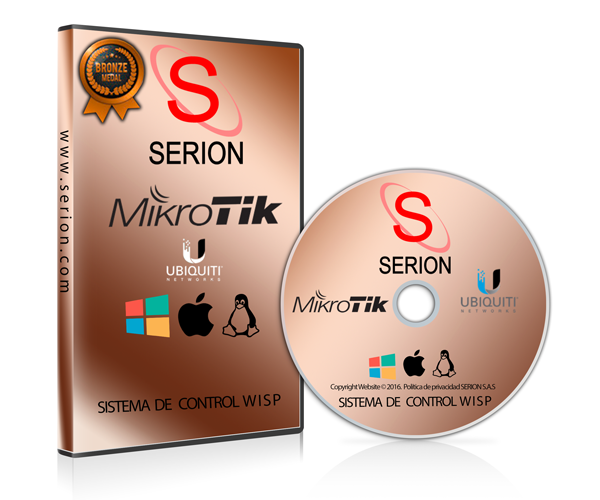 BRONZE
MEDAL
S
SERION
www.serion.com
MikroTik
U
UBIQUITI
NETWORKS
SISTEMA DE CONTROL WISP
S
SERION
MikroTik
U
UBIQUITI
NETWORKS
Copyright Website © 2016. Política de privacidad SERION S.A.S
SISTEMA DE CONTROL WISP